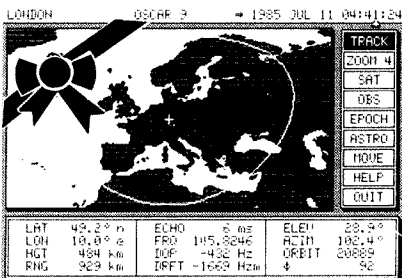 LONDON OSCAR 9 ⇒ 1985 JUL 11 04:41:24
TRACK
ZOOM 4
SAT
OBS
EPOCH
ASTRO
MOVE
HELP
QUIT
LAT 49.2° n ECHO 6 ms ELEV 28.9°
LON 10.0° e FRQ 145.8246 AZIM 102.4°
HGT 484 km DOP -432 Hz ORBIT 20889
RNG 929 km DRFT -1669 Hzm ϕ 92